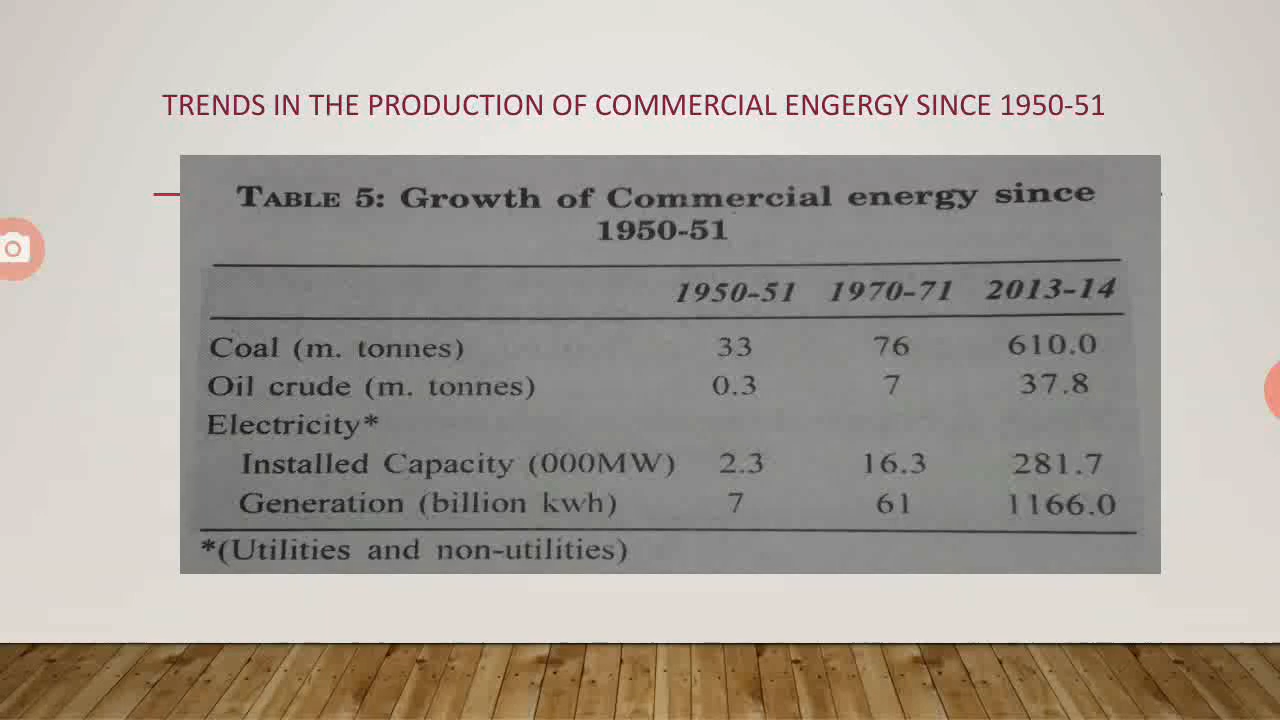 TRENDS IN THE PRODUCTION OF COMMERCIAL ENGERGY SINCE 1950-51
TABLE 5: Growth of Commercial energy since
1950-51
1950-51 1970-71 2013-14
Coal (m. tonnes) 33 76 610.0
Oil crude (m. tonnes) 0.3 7 37.8
Electricity*
Installed Capacity (000MW) 2.3 16.3 281.7
Generation (billion kwh) 7 61 1166.0
*(Utilities and non-utilities)